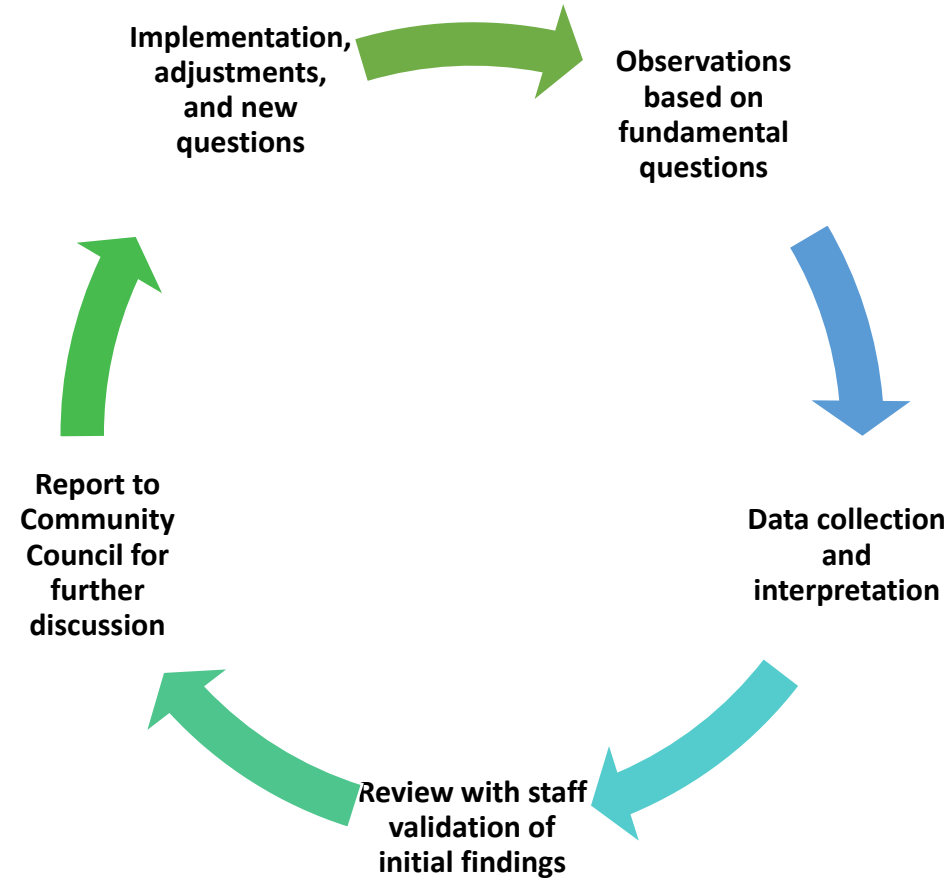 Implementation,
adjustments,
and new
questions
Observations
based on
fundamental
questions
Data collection
and
interpretation
Review with staff
validation of
initial findings
Report to
Community
Council for
further
discussion